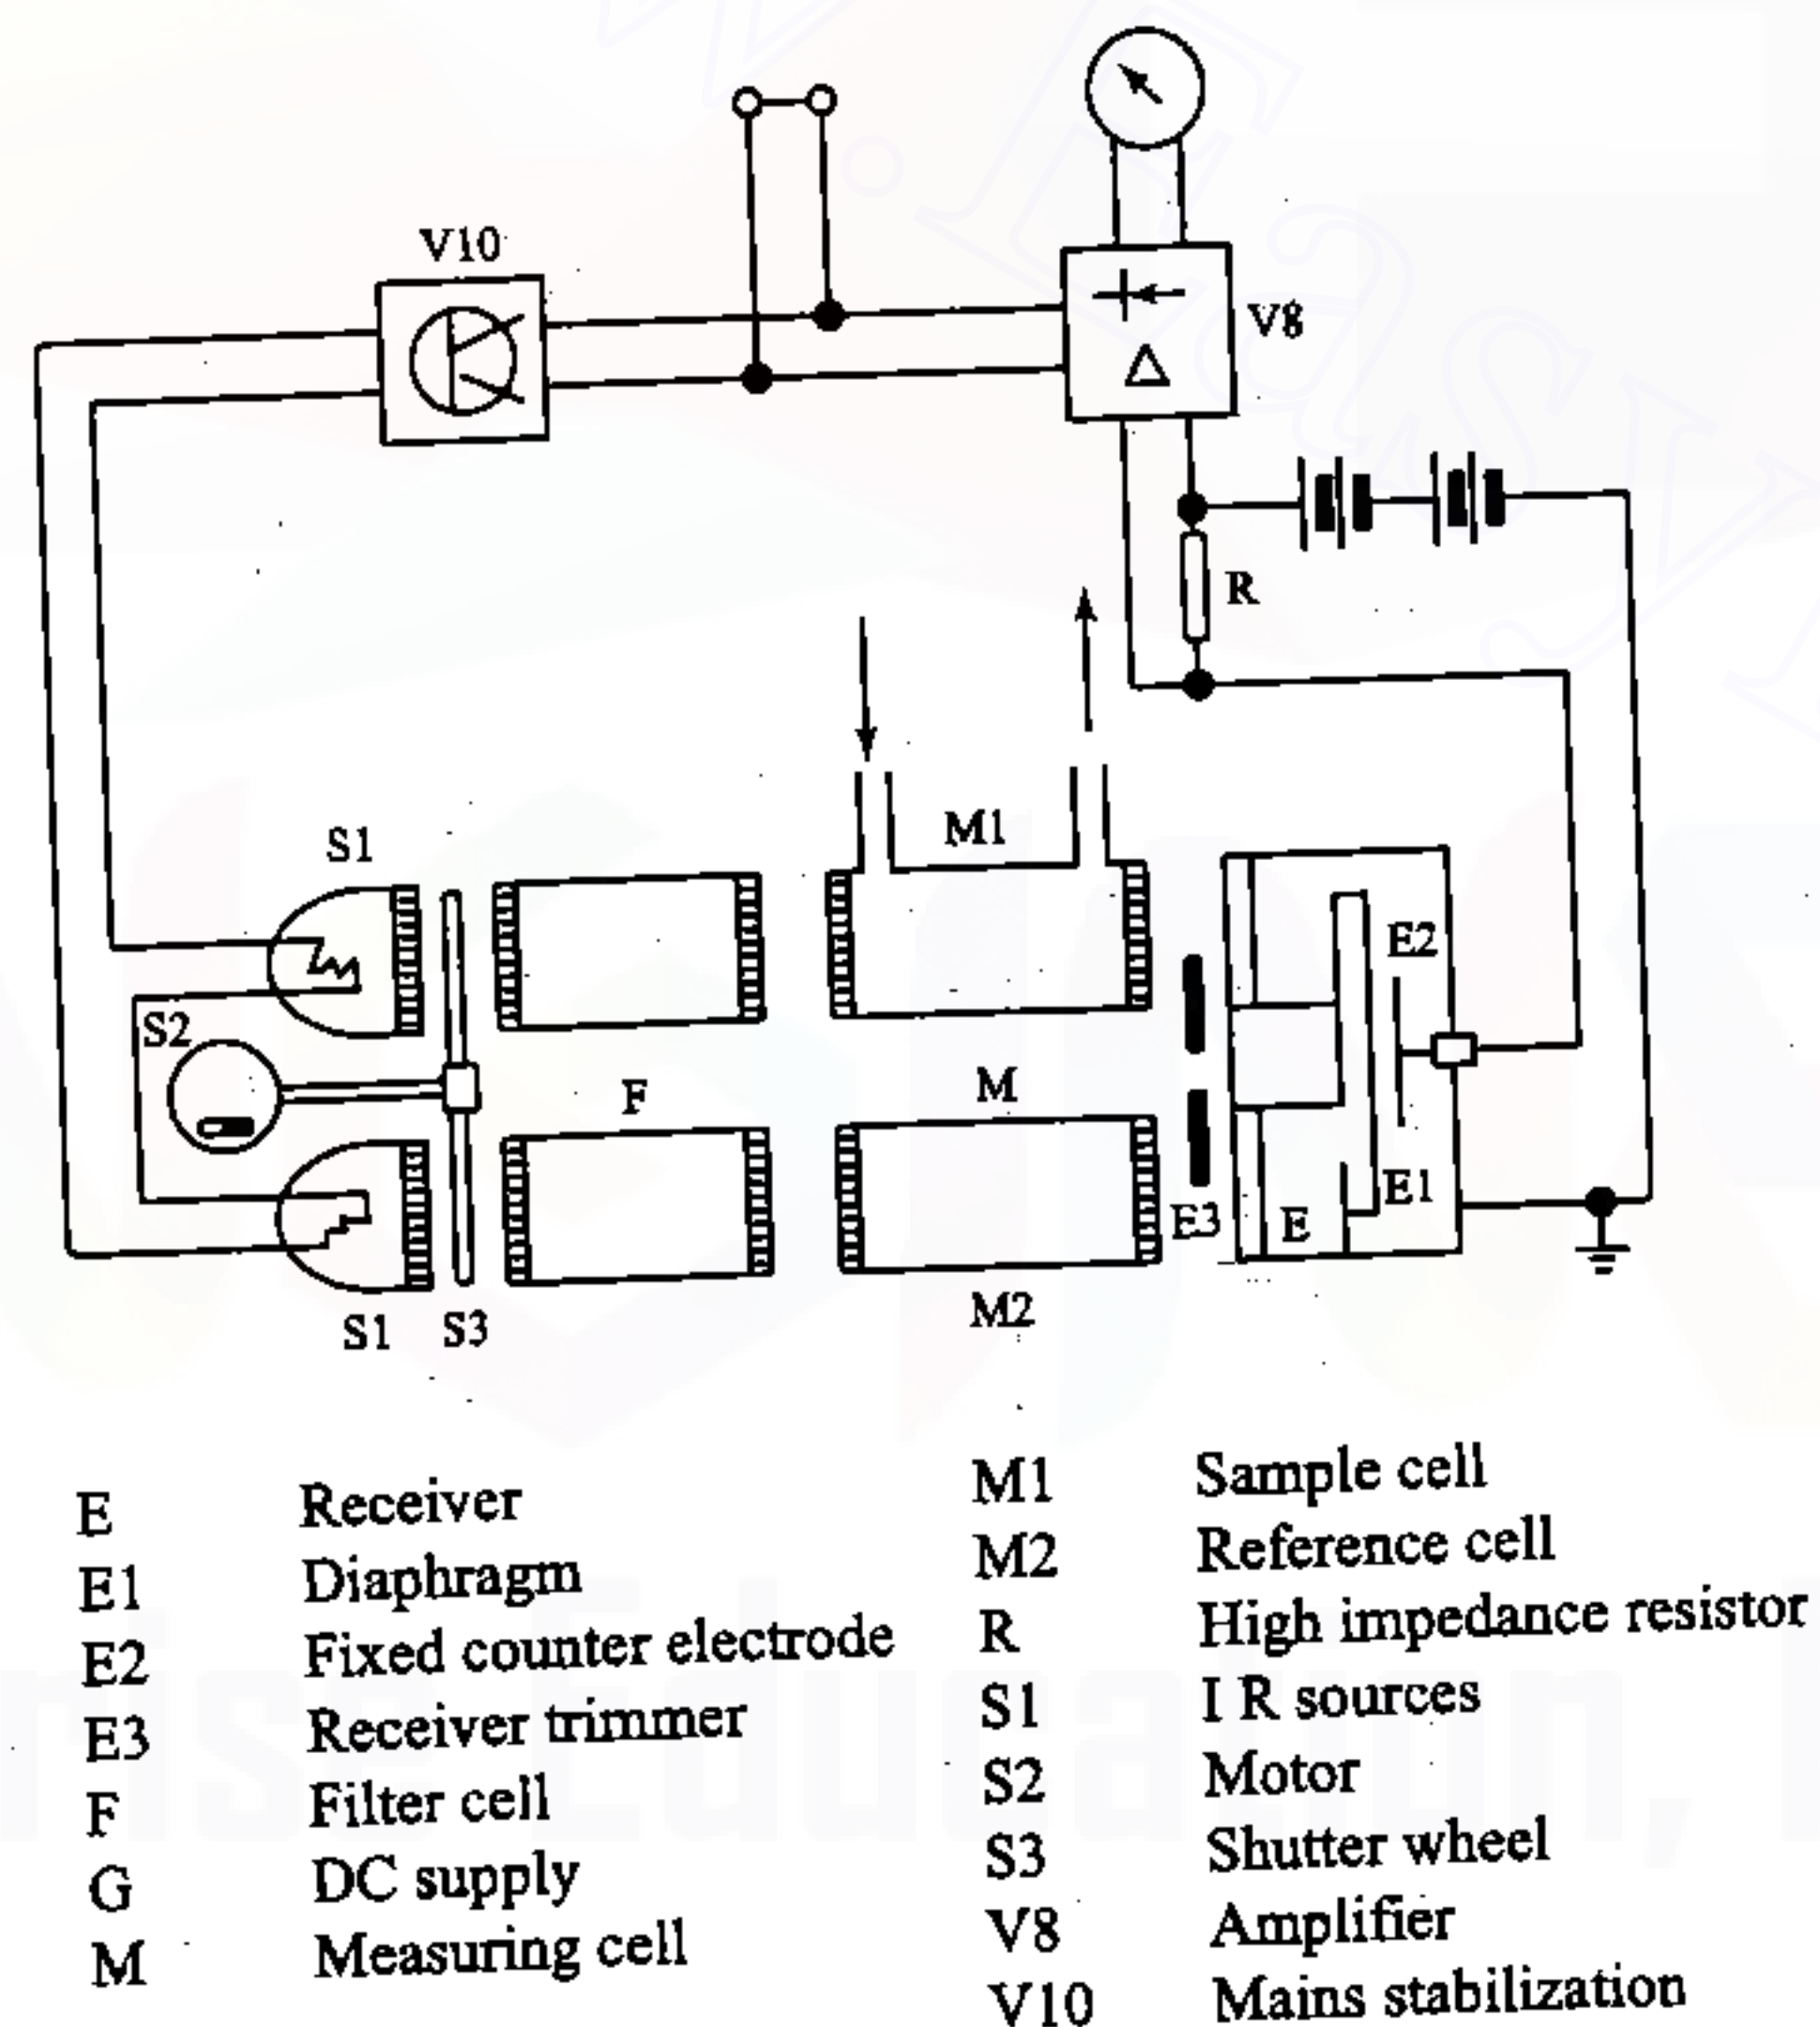 V10
V8
R
M1
S1
E2
S2
F
M
E1
E3
E
S1
S3
M2
E Receiver
E1 Diaphragm
E2 Fixed counter electrode
E3 Receiver trimmer
F Filter cell
G DC supply
M Measuring cell
M1 Sample cell
M2 Reference cell
R High impedance resistor
S1 I R sources
S2 Motor
S3 Shutter wheel
V8 Amplifier
V10 Mains stabilization